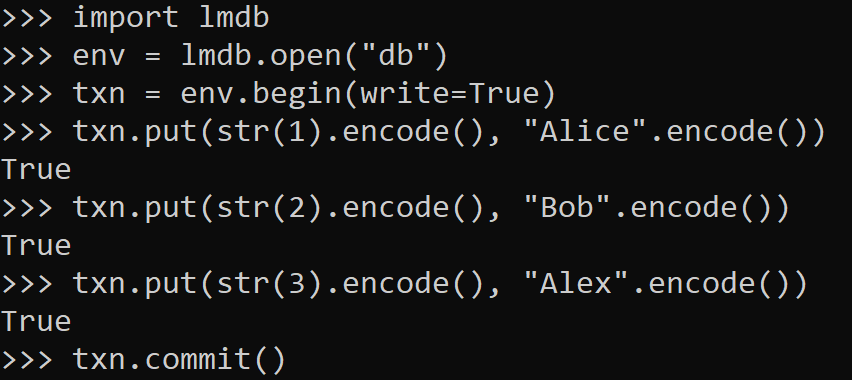 >>> import lmdb
>>> env = lmdb.open("db")
>>> txn = env.begin(write=True)
>>> txn.put(str(1).encode(), "Alice".encode())
True
>>> txn.put(str(2).encode(), "Bob".encode())
True
>>> txn.put(str(3).encode(), "Alex".encode())
True
>>> txn.commit()